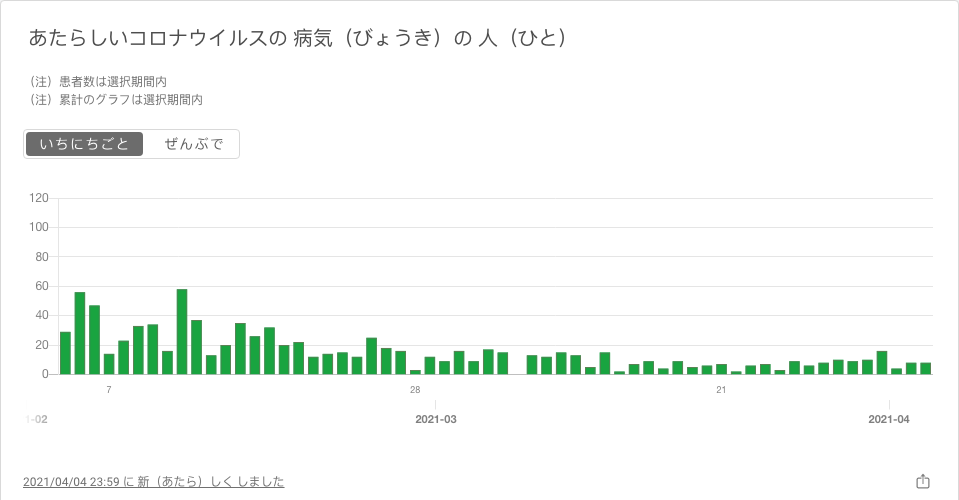 あたらしいコロナウイルスの 病気（びょうき）の 人（ひと）
（注）患者数は選択期間内
（注）累計のグラフは選択期間内
いちにちごと ぜんぶで
120
100
80
60
40
20
0
7 28 21
1-02 2021-03 2021-04
2021/04/04 23:59 に 新（あたら）しく しました